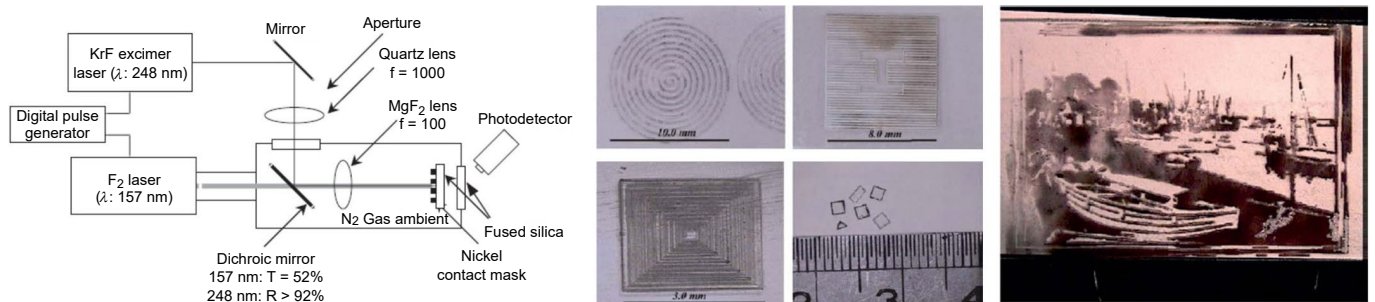 KrF excimer
laser (λ: 248 nm)
Mirror
Aperture
Quartz lens
f = 1000
MgF₂ lens
f = 100
Photodetector
Digital pulse
generator
F₂ laser
(λ: 157 nm)
N₂ Gas ambient
Fused silica
Nickel
contact mask
Dichroic mirror
157 nm: T = 52%
248 nm: R > 92%
10.0 mm
8.0 mm
3.0 mm
3